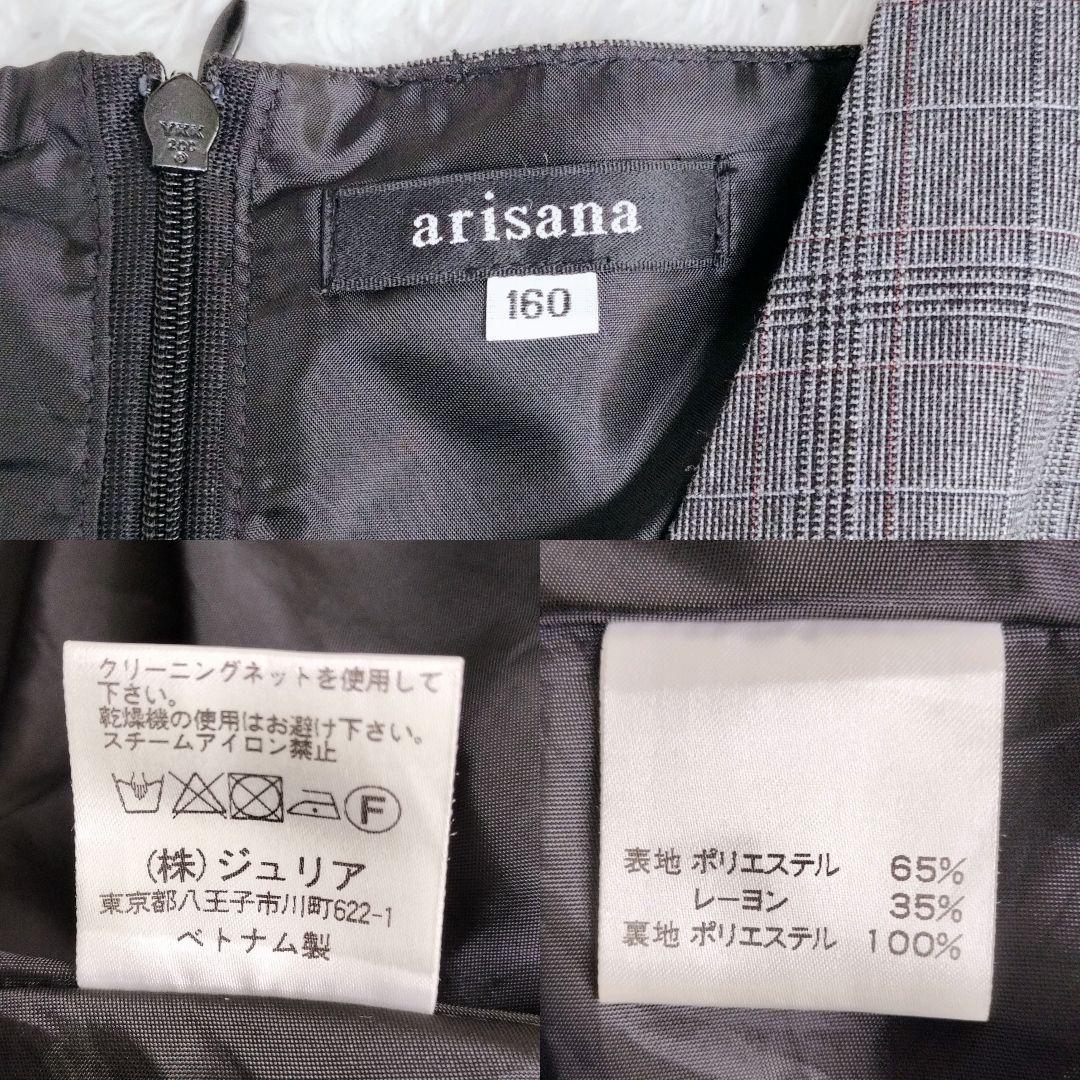 YKK
arisana
160
クリーニングネットを使用して
下さい。
乾燥機の使用はお避け下さい。
スチームアイロン禁止
F
(株)ジュリア
東京都八王子市川町622-1
ベトナム製
表地 ポリエステル 65%
レーヨン 35%
裏地 ポリエステル 100%